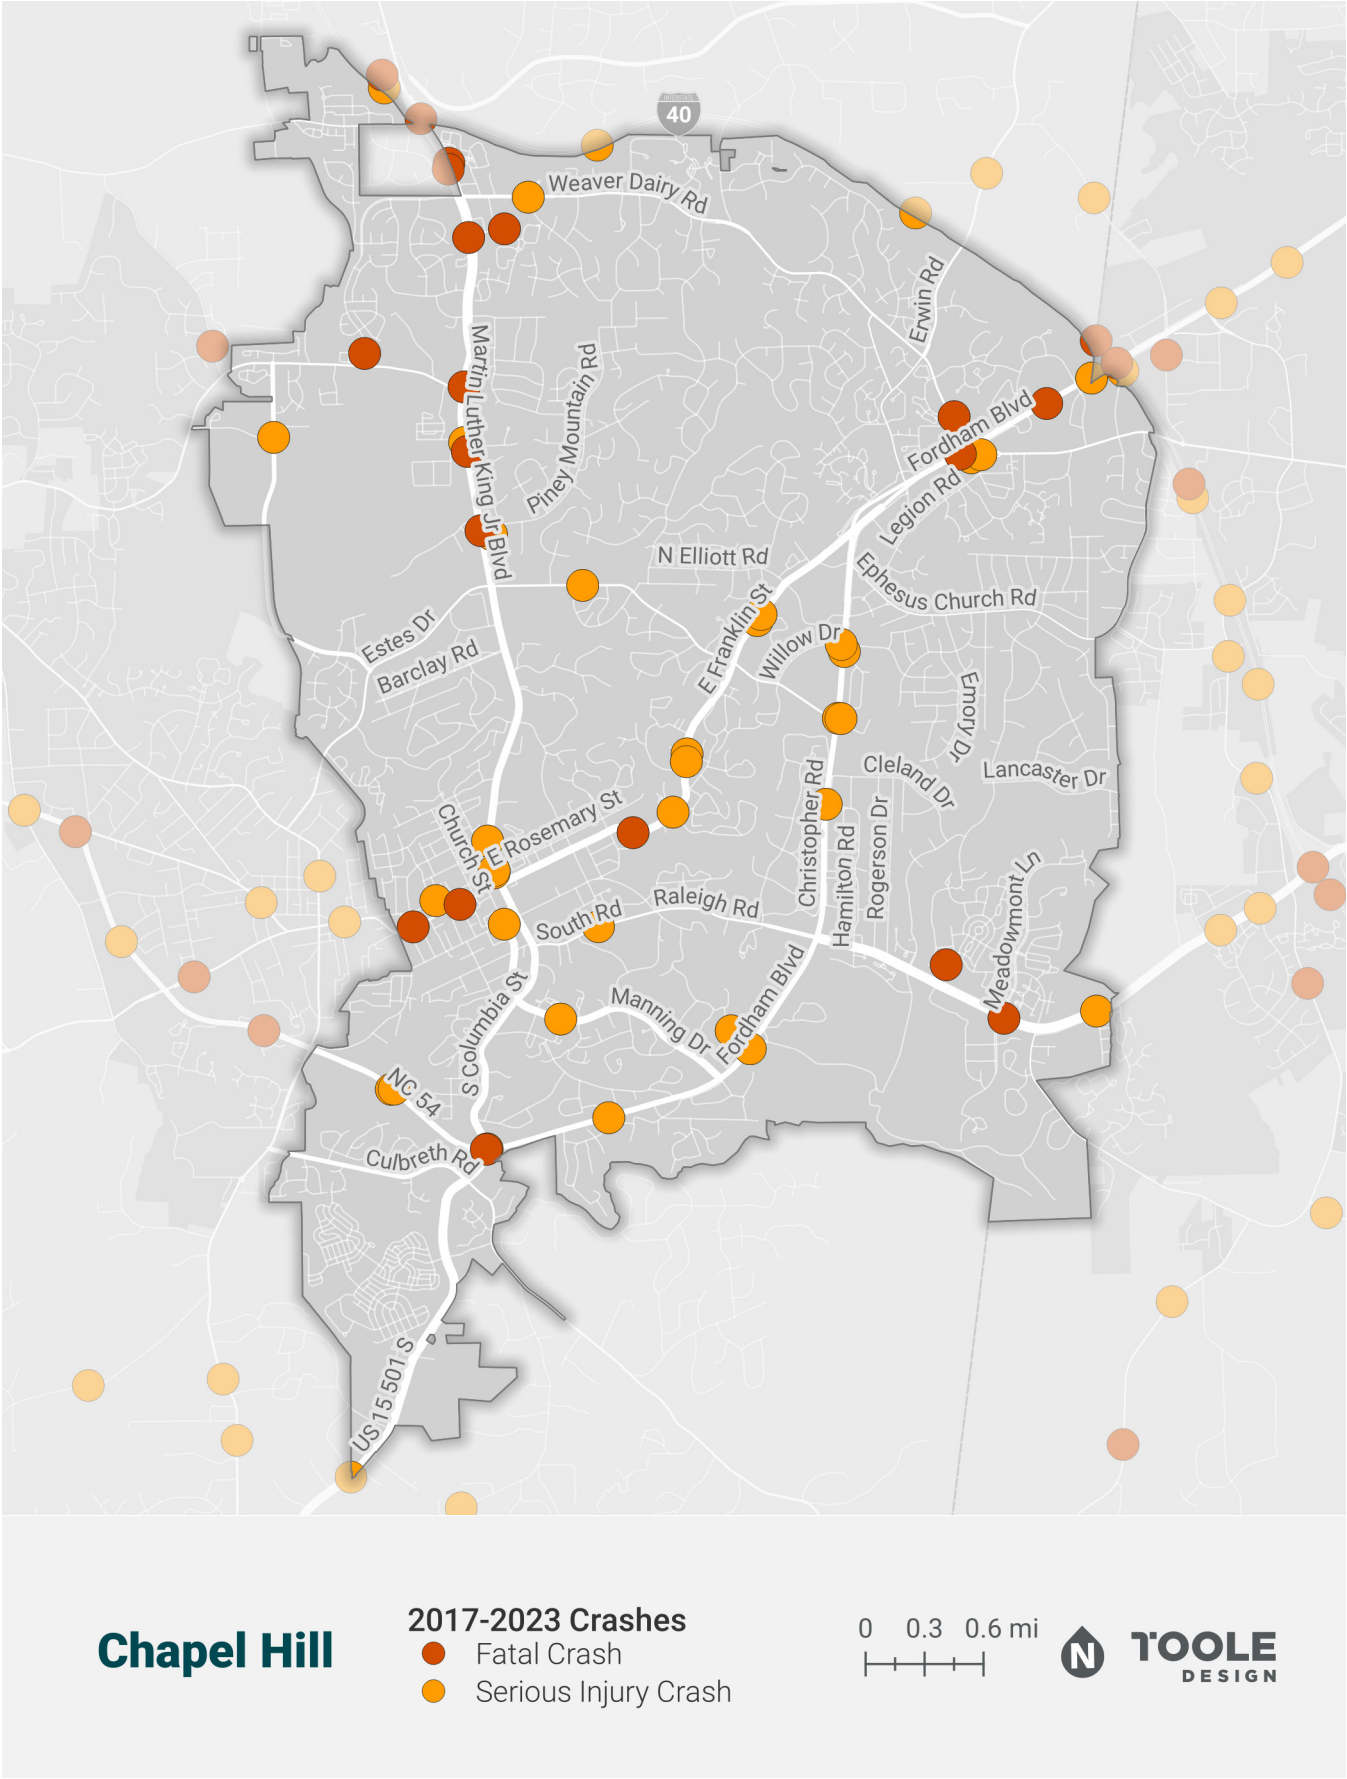 INTERSTATE
40
Weaver Dairy Rd
Erwin Rd
Martin Luther King Jr Blvd
Piney Mountain Rd
Fordham Blvd
Legion Rd
N Elliott Rd
Ephesus Church Rd
E Franklin St
Willow Dr
Estes Dr
Barclay Rd
Emory Dr
Cleland Dr
Lancaster Dr
Christopher Rd
Hamilton Rd
Rogerson Dr
Church St
E Rosemary St
Raleigh Rd
South Rd
Meadowmont Ln
S Columbia St
Manning Dr
Fordham Blvd
NC 54
Culbreth Rd
US 15 501 S
Chapel Hill
2017-2023 Crashes
Fatal Crash
Serious Injury Crash
0 0.3 0.6 mi
N
TOOLE
DESIGN